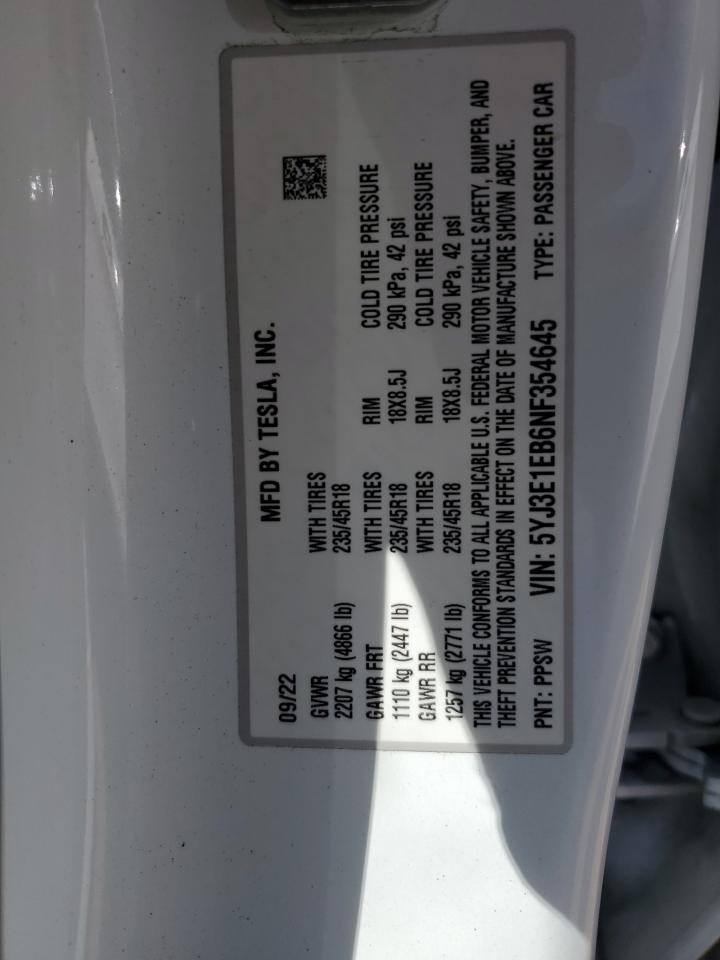 MFD BY TESLA, INC.
09/22
GVWR WITH TIRES
2207 kg (4866 lb) 235/45R18
GAWR FRT WITH TIRES RIM COLD TIRE PRESSURE
1110 kg (2447 lb) 235/45R18 18X8.5J 290 kPa, 42 psi
GAWR RR WITH TIRES RIM COLD TIRE PRESSURE
1257 kg (2771 lb) 235/45R18 18X8.5J 290 kPa, 42 psi
THIS VEHICLE CONFORMS TO ALL APPLICABLE U.S. FEDERAL MOTOR VEHICLE SAFETY, BUMPER, AND
THEFT PREVENTION STANDARDS IN EFFECT ON THE DATE OF MANUFACTURE SHOWN ABOVE.
PNT: PPSW VIN: 5YJ3E1EB6NF354645 TYPE: PASSENGER CAR